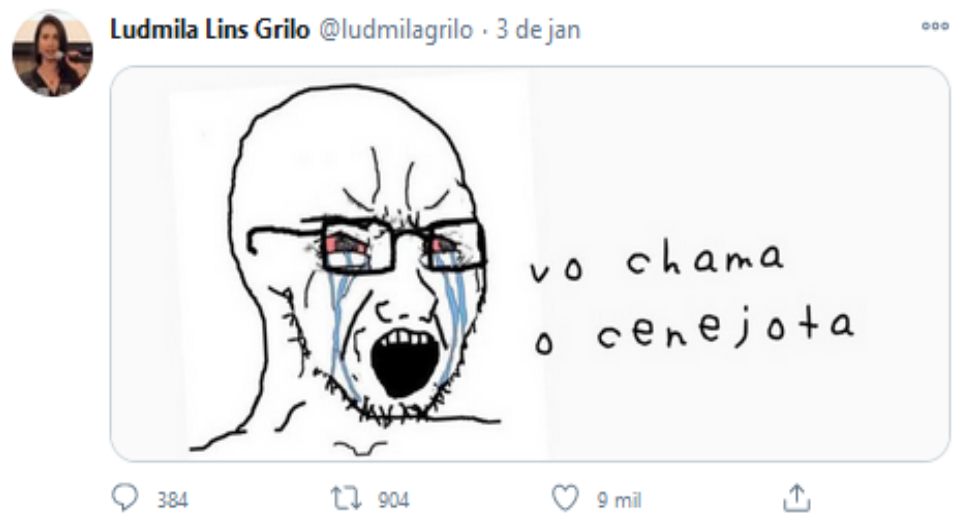 Ludmila Lins Grilo @ludmilagrilo · 3 de jan
vo chama
o cenejota
384 904 9 mil